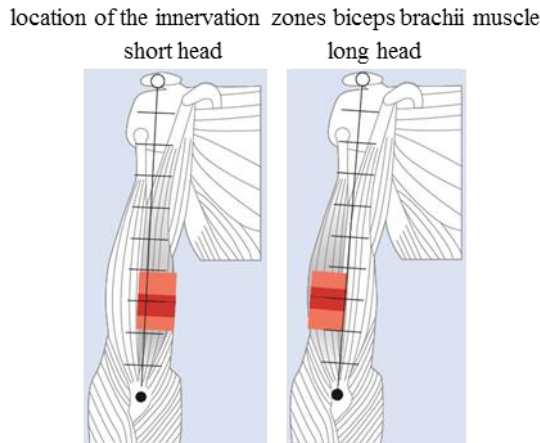 location of the innervation zones biceps brachii muscle
short head long head